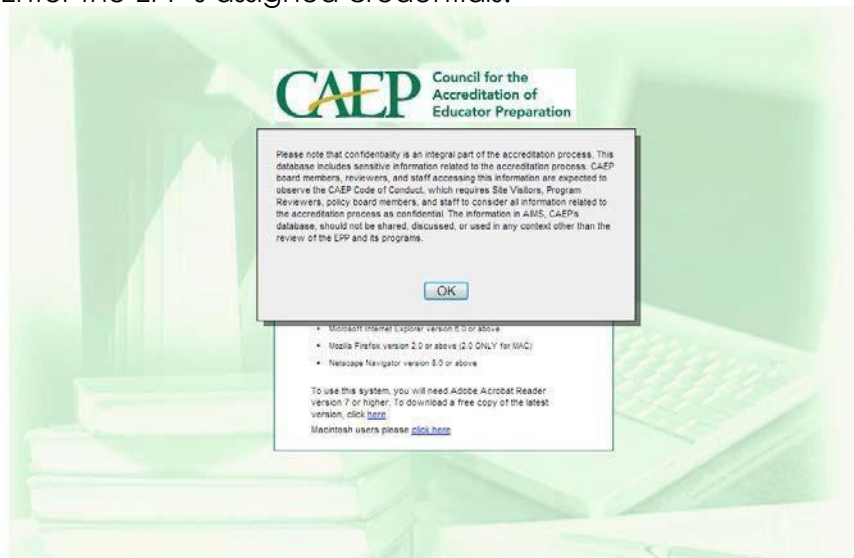 Enter the EPP's assigned credentials.
CAEP
Council for the
Accreditation of
Educator Preparation
Please note that confidentiality is an integral part of the accreditation process. This
database includes sensitive information related to the accreditation process. CAEP
board members, reviewers, and staff accessing this information are expected to
observe the CAEP Code of Conduct, which requires Site Visitors, Program
Reviewers, policy board members, and staff to consider all information related to
the accreditation process as confidential. The information in AIMS, CAEP's
database, should not be shared, discussed, or used in any context other than the
review of the EPP and its programs.
OK
• Microsoft Internet Explorer version 6.0 or above
• Mozilla Firefox version 2.0 or above (2.0 ONLY for MAC)
• Netscape Navigator version 8.0 or above
To use this system, you will need Adobe Acrobat Reader
version 7 or higher. To download a free copy of the latest
version, click here
Macintosh users please click here